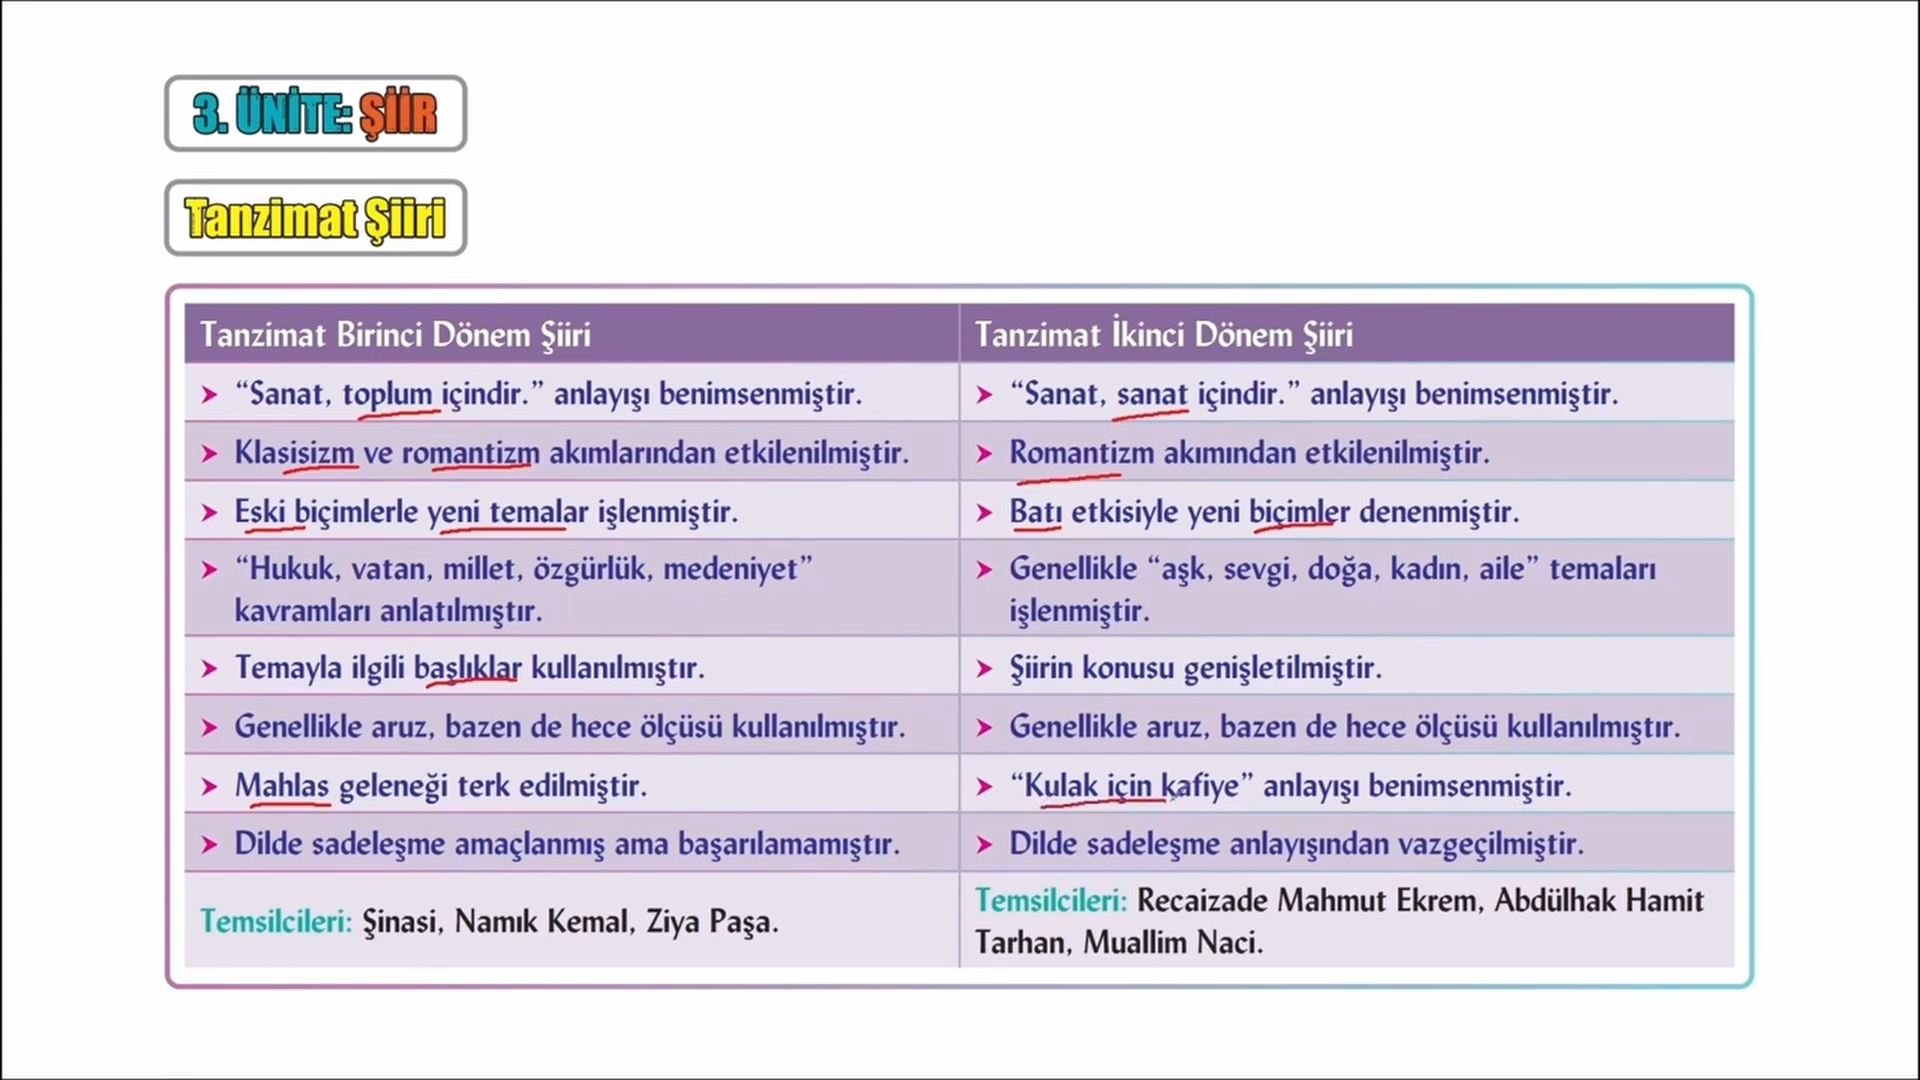 3. ÜNİTE: ŞİİR
Tanzimat Şiiri
Tanzimat Birinci Dönem Şiiri
Tanzimat İkinci Dönem Şiiri
➤ “Sanat, toplum içindir.” anlayışı benimsenmiştir.
➤ “Sanat, sanat içindir.” anlayışı benimsenmiştir.
➤ Klasisizm ve romantizm akımlarından etkilenilmiştir.
➤ Romantizm akımından etkilenilmiştir.
➤ Eski biçimlerle yeni temalar işlenmiştir.
➤ Batı etkisiyle yeni biçimler denenmiştir.
➤ “Hukuk, vatan, millet, özgürlük, medeniyet”
kavramları anlatılmıştır.
➤ Genellikle “aşk, sevgi, doğa, kadın, aile” temaları
işlenmiştir.
➤ Temayla ilgili başlıklar kullanılmıştır.
➤ Şiirin konusu genişletilmiştir.
➤ Genellikle aruz, bazen de hece ölçüsü kullanılmıştır.
➤ Genellikle aruz, bazen de hece ölçüsü kullanılmıştır.
➤ Mahlas geleneği terk edilmiştir.
➤ “Kulak için kafiye” anlayışı benimsenmiştir.
➤ Dilde sadeleşme amaçlanmış ama başarılamamıştır.
➤ Dilde sadeleşme anlayışından vazgeçilmiştir.
Temsilcileri: Şinasi, Namık Kemal, Ziya Paşa.
Temsilcileri: Recaizade Mahmut Ekrem, Abdülhak Hamit
Tarhan, Muallim Naci.